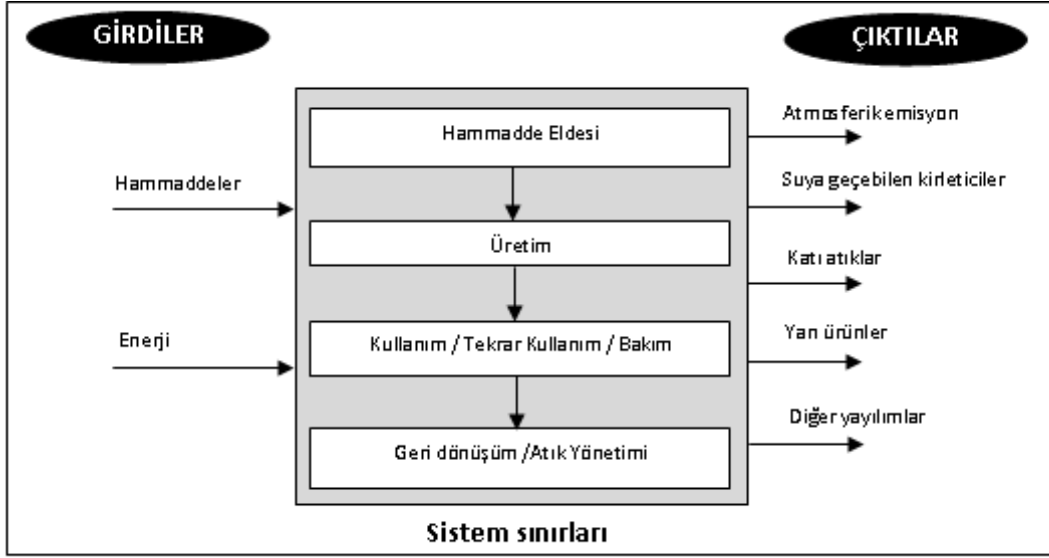 GİRDİLER
ÇIKTILAR
Hammaddeler
Enerji
Hammadde Eldesi
Üretim
Kullanım / Tekrar Kullanım / Bakım
Geri dönüşüm /Atık Yönetimi
Atmosferik emisyon
Suya geçebilen kirleticiler
Katı atıklar
Yan ürünler
Diğer yayılımlar
Sistem sınırları